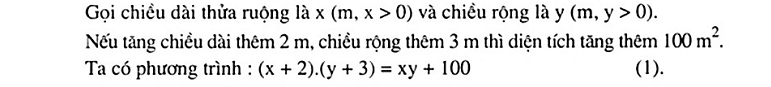 Gọi chiều dài thửa ruộng là x (m, x > 0) và chiều rộng là y (m, y > 0).
Nếu tăng chiều dài thêm 2 m, chiều rộng thêm 3 m thì diện tích tăng thêm 100 m².
Ta có phương trình : (x + 2).(y + 3) = xy + 100 (1).